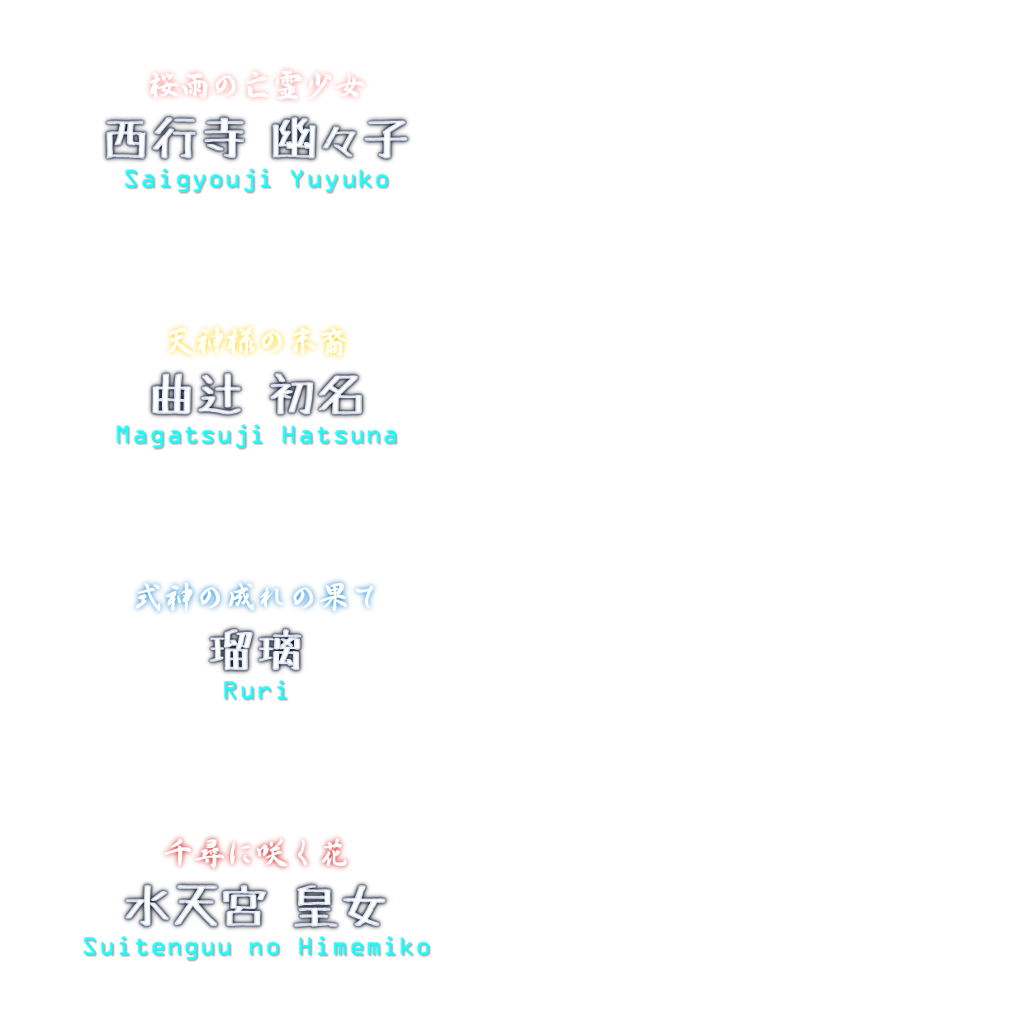 桜雨の亡霊少女
西行寺 幽々子
Saigyouji Yuyuko
天神様の末裔
曲辻 初名
Magatsuji Hatsuna
式神の成れの果て
瑠璃
Ruri
千尋に咲く花
水天宮 皇女
Suitenguu no Himemiko